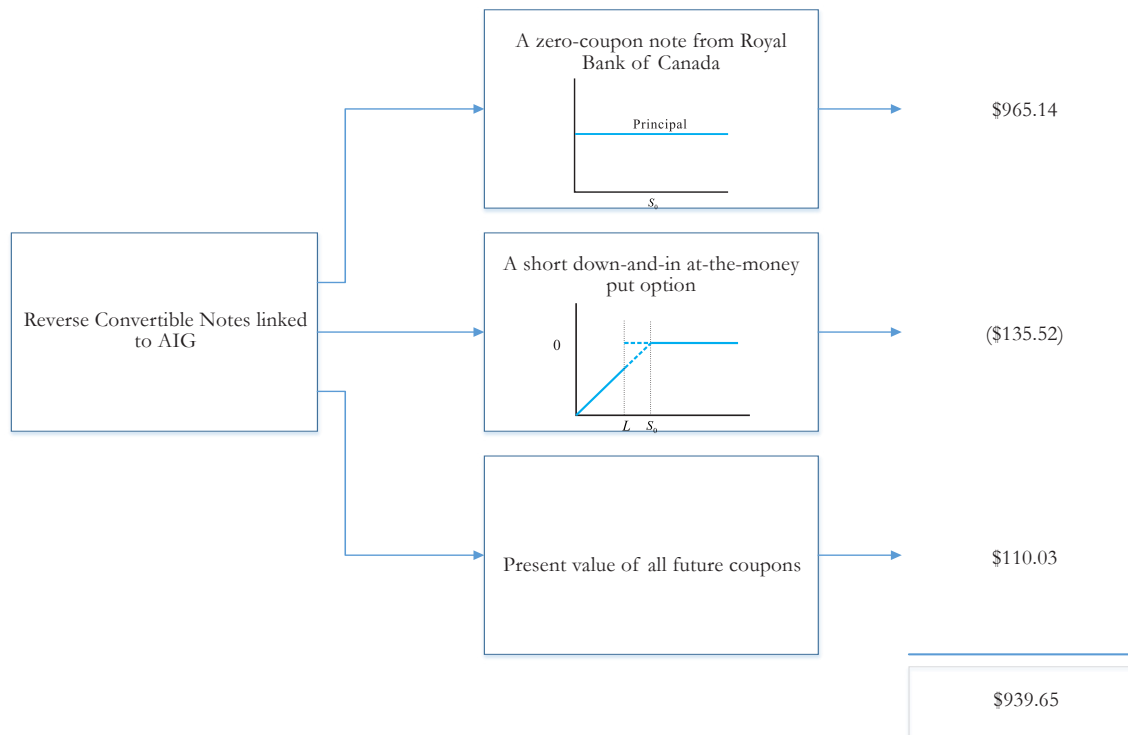 A zero-coupon note from Royal
Bank of Canada
Principal
S₀
$965.14
Reverse Convertible Notes linked
to AIG
A short down-and-in at-the-money
put option
0
L
S₀
($135.52)
Present value of all future coupons
$110.03
$939.65